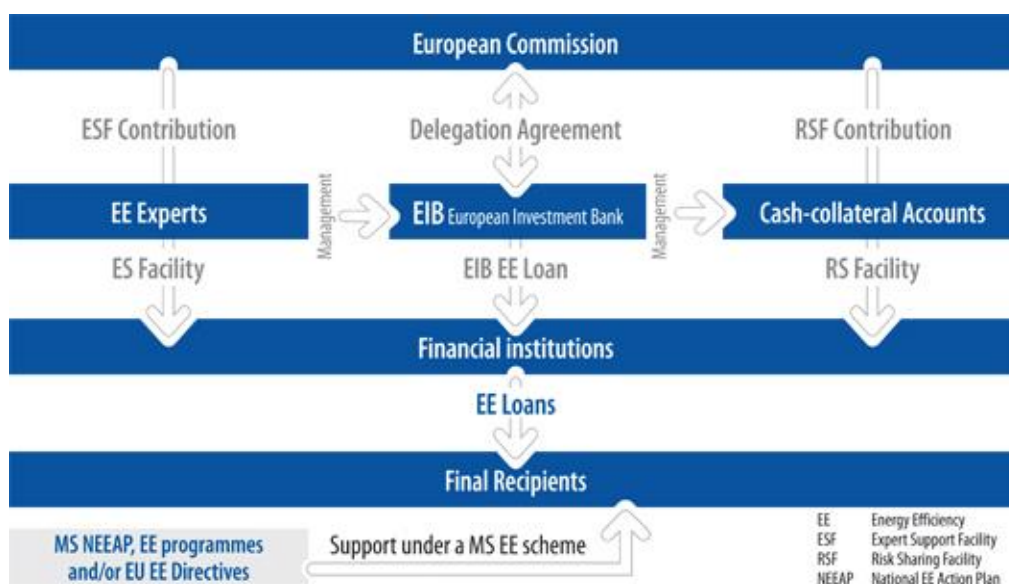 European Commission
ESF Contribution
Delegation Agreement
RSF Contribution
EE Experts
Management
EIB European Investment Bank
Management
Cash-collateral Accounts
ES Facility
EIB EE Loan
RS Facility
Financial institutions
EE Loans
Final Recipients
MS NEEAP, EE programmes
and/or EU EE Directives
Support under a MS EE scheme
EE Energy Efficiency
ESF Expert Support Facility
RSF Risk Sharing Facility
NEEAP National EE Action Plan